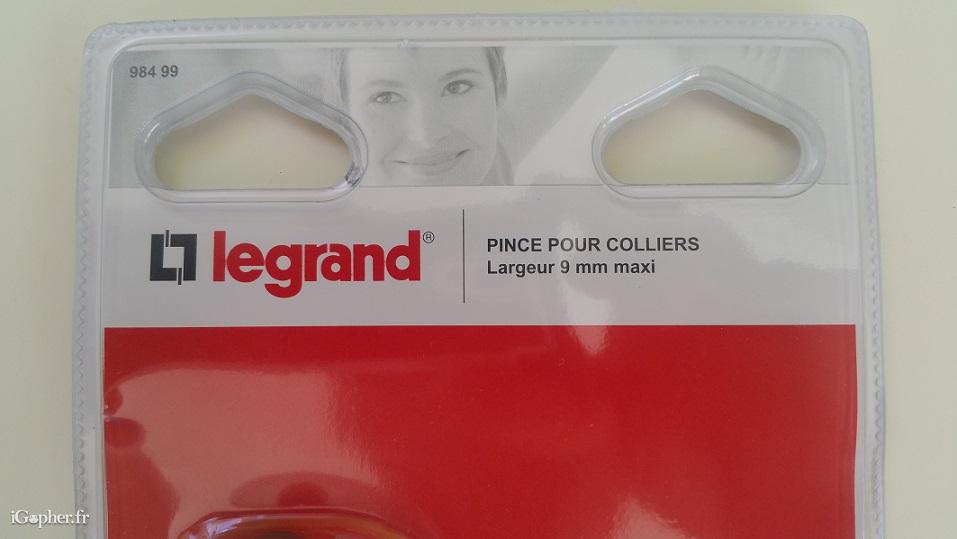 984 99
legrand®
PINCE POUR COLLIERS
Largeur 9 mm maxi
iGopher.fr